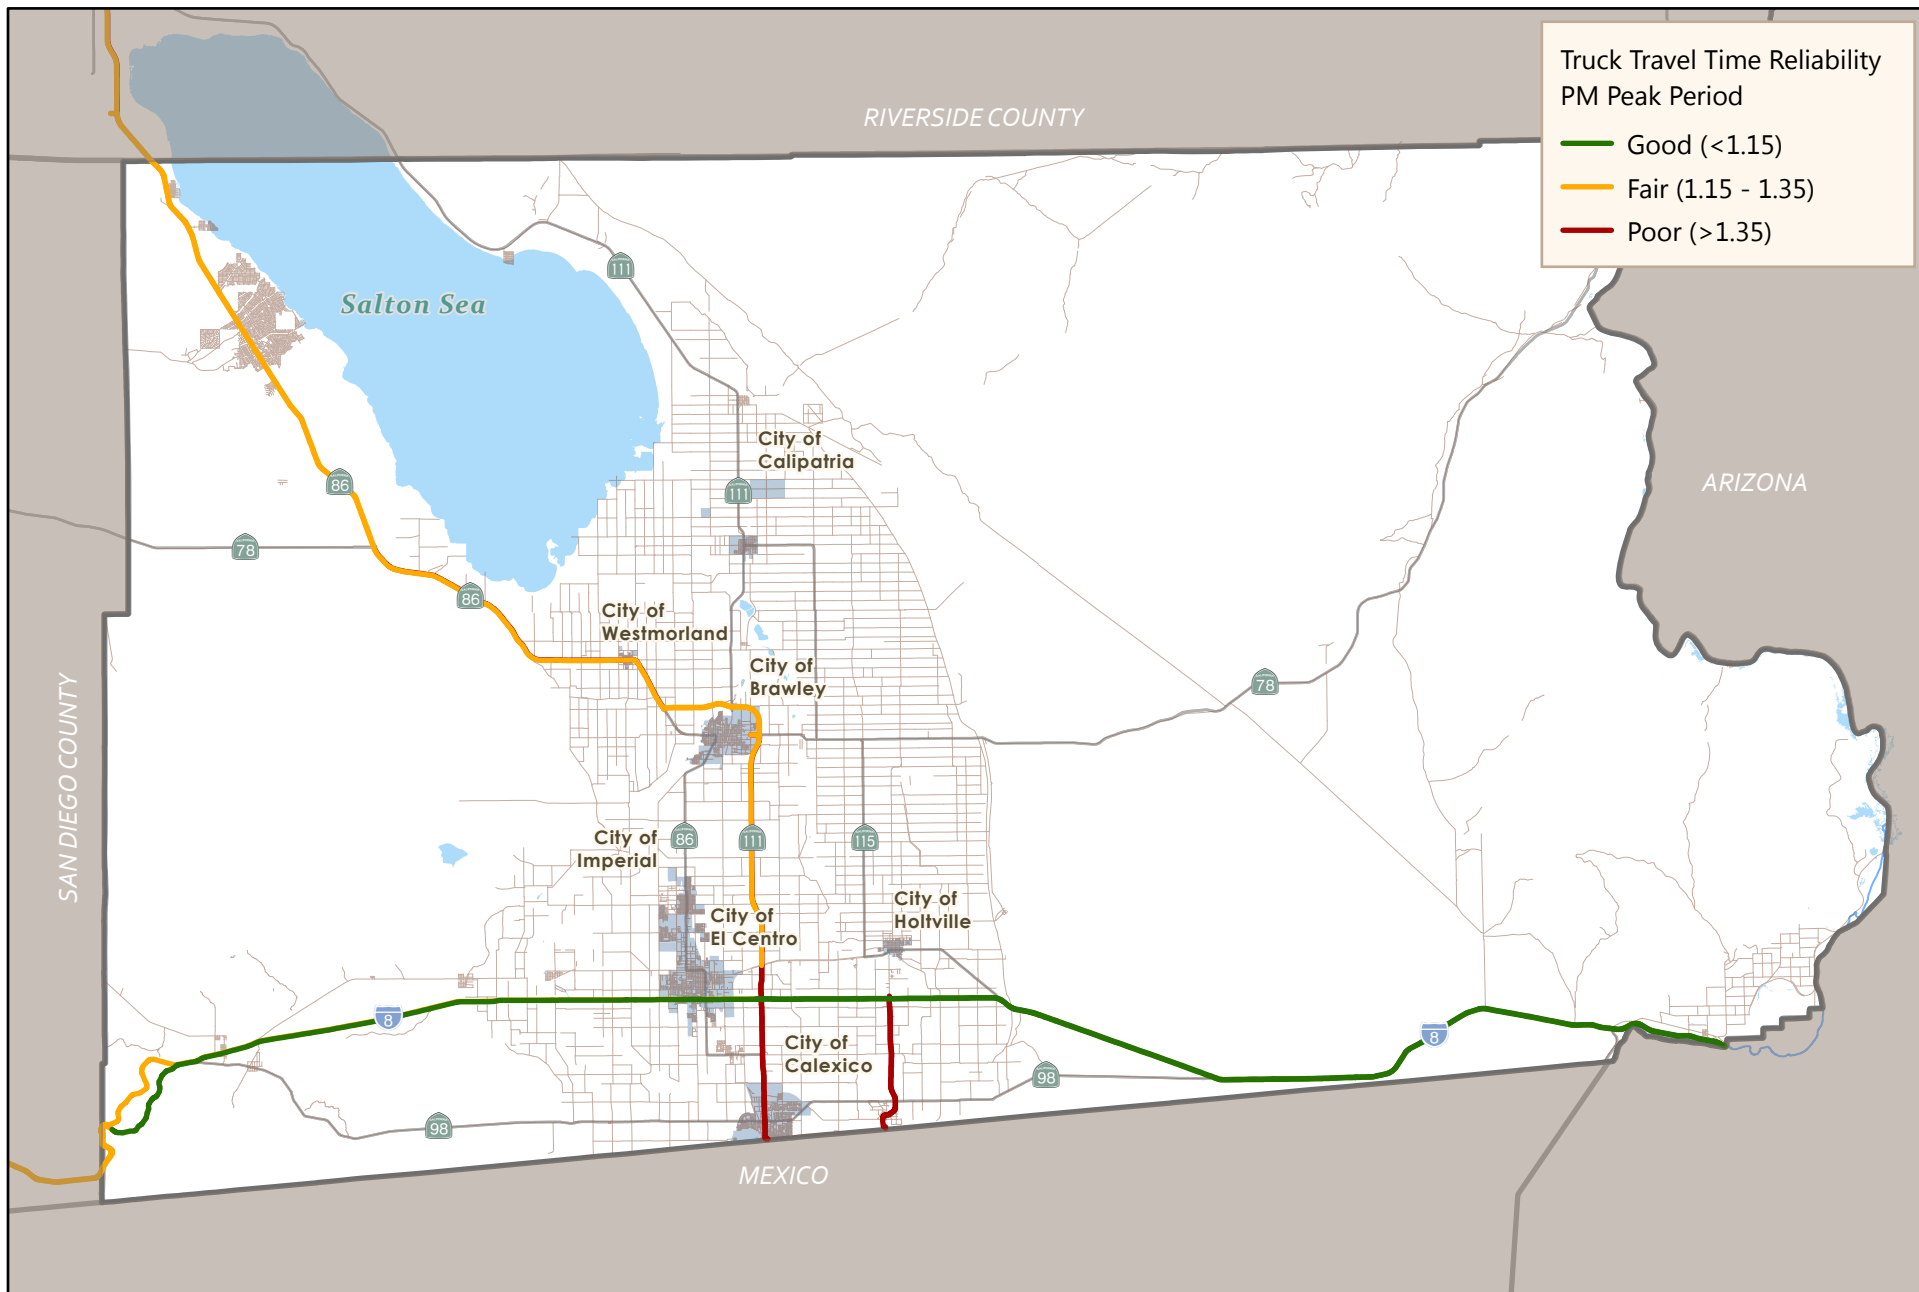 Truck Travel Time Reliability
PM Peak Period
Good (<1.15)
Fair (1.15 - 1.35)
Poor (>1.35)
RIVERSIDE COUNTY
111
Salton Sea
City of
Calipatria
86
111
ARIZONA
78
86
City of
Westmorland
City of
Brawley
78
SAN DIEGO COUNTY
City of
Imperial
86
111
115
City of
Holtville
City of
El Centro
8
8
City of
Calexico
98
98
MEXICO